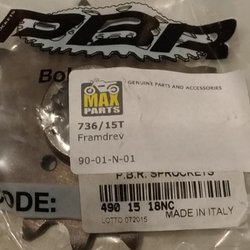 PBR
Bol
GENUINE PARTS AND ACCESSORIES
MAX
PARTS
736/15T
Framdrev
90-01-N-01
P.B.R. SPROCKETS
ODE:
490 15 18NC
LOTTO 072015 MADE IN ITALY